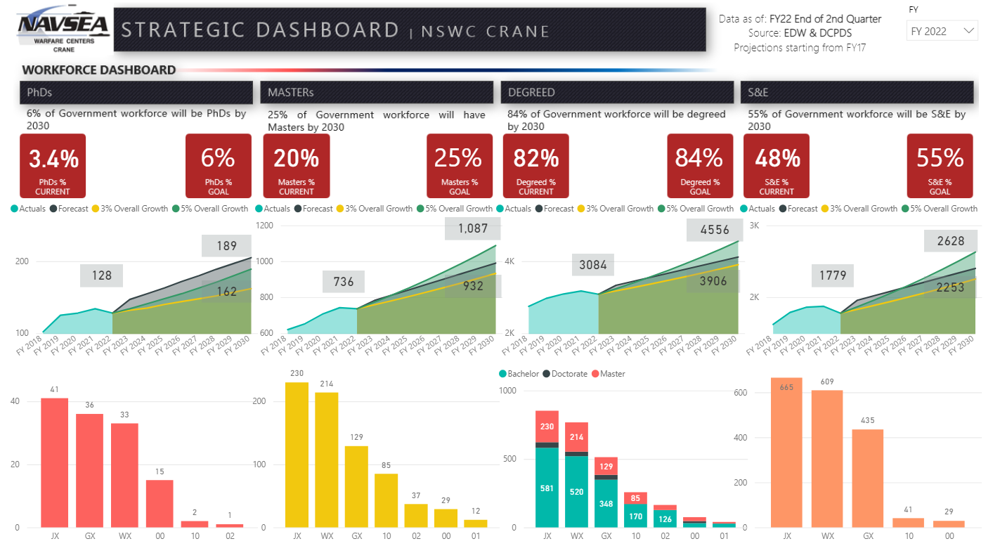 NAVSEA
WARFARE CENTERS
CRANE
STRATEGIC DASHBOARD | NSWC CRANE
Data as of: FY22 End of 2nd Quarter
Source: EDW & DCPDS
Projections starting from FY17
FY
FY 2022
WORKFORCE DASHBOARD
PhDs
6% of Government workforce will be PhDs by
2030
3.4%
PhDs %
CURRENT
6%
PhDs %
GOAL
MASTERs
25% of Government workforce will have
Masters by 2030
20%
Masters %
CURRENT
25%
Masters %
GOAL
DEGREED
84% of Government workforce will be degreed
by 2030
82%
Degreed %
CURRENT
84%
Degreed %
GOAL
S&E
55% of Government workforce will be S&E by
2030
48%
S&E %
CURRENT
55%
S&E %
GOAL
Actuals Forecast 3% Overall Growth 5% Overall Growth
200
100
128
189
162
FY 2018 FY 2019 FY 2020 FY 2021 FY 2022 FY 2023 FY 2024 FY 2025 FY 2026 FY 2027 FY 2028 FY 2029 FY 2030
Actuals Forecast 3% Overall Growth 5% Overall Growth
1200
1000
800
600
736
1,087
932
FY 2018 FY 2019 FY 2020 FY 2021 FY 2022 FY 2023 FY 2024 FY 2025 FY 2026 FY 2027 FY 2028 FY 2029 FY 2030
Actuals Forecast 3% Overall Growth 5% Overall Growth
4K
2K
3084
4556
3906
FY 2018 FY 2019 FY 2020 FY 2021 FY 2022 FY 2023 FY 2024 FY 2025 FY 2026 FY 2027 FY 2028 FY 2029 FY 2030
Actuals Forecast 3% Overall Growth 5% Overall Growth
3K
2K
1779
2628
2253
FY 2018 FY 2019 FY 2020 FY 2021 FY 2022 FY 2023 FY 2024 FY 2025 FY 2026 FY 2027 FY 2028 FY 2029 FY 2030
40
20
0
41 36 33 15 2 1
JX GX WX 00 10 02
200
100
0
230 214 129 85 37 29 12
JX WX GX 10 02 00 01
Bachelor Doctorate Master
1000
500
0
230 214 129 85
581 520 348 170 126
JX WX GX 10 02 00 01
600
400
200
0
665 609 435 41 29
JX WX GX 10 00